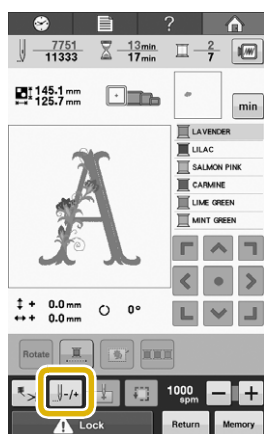 ?
7751
11333
13min
17min
2
7
145.1 mm
125.7 mm
min
LAVENDER
LILAC
SALMON PINK
CARMINE
LIME GREEN
MINT GREEN
A
+ 0.0 mm
+ 0.0 mm
0°
Rotate
-/+
1000
spm
- +
Lock
Return
Memory